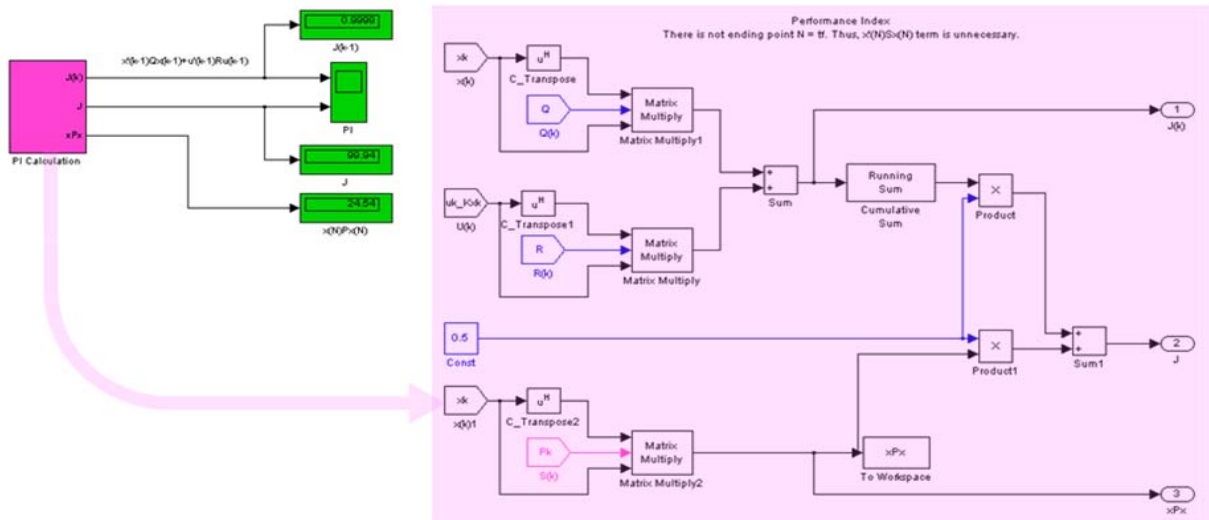 0.9999
J(k-1)
x'(k-1)Qx(k-1)+u'(k-1)Ru(k-1)
J(k)
J
xPx
PI Calculation
PI
99.94
J
24.54
x(N)Px(N)
Performance Index
There is not ending point N = tf. Thus, x'(N)Sx(N) term is unnecessary.
xk
x(k)
u^H
C_Transpose
Q
Q(k)
Matrix
Multiply
Matrix Multiply1
uk_Kxk
U(k)
u^H
C_Transpose1
R
R(k)
Matrix
Multiply
Matrix Multiply
+
+
Sum
Running
Sum
Cumulative
Sum
×
Product
1
J(k)
0.5
Const
×
Product1
+
+
Sum1
2
J
xk
x(k)1
u^H
C_Transpose2
Pk
S(k)
Matrix
Multiply
Matrix Multiply2
xPx
To Workspace
3
xPx